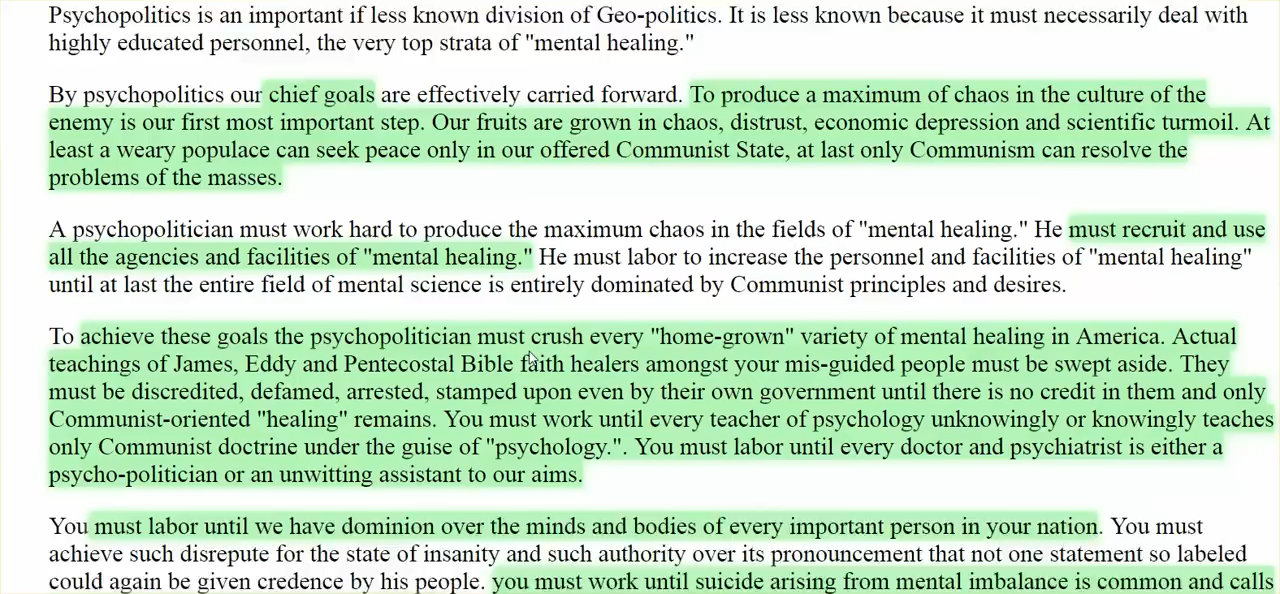 Psychopolitics is an important if less known division of Geo-politics. It is less known because it must necessarily deal with
highly educated personnel, the very top strata of "mental healing."
By psychopolitics our chief goals are effectively carried forward. To produce a maximum of chaos in the culture of the
enemy is our first most important step. Our fruits are grown in chaos, distrust, economic depression and scientific turmoil. At
least a weary populace can seek peace only in our offered Communist State, at last only Communism can resolve the
problems of the masses.
A psychopolitician must work hard to produce the maximum chaos in the fields of "mental healing." He must recruit and use
all the agencies and facilities of "mental healing." He must labor to increase the personnel and facilities of "mental healing"
until at last the entire field of mental science is entirely dominated by Communist principles and desires.
To achieve these goals the psychopolitician must crush every "home-grown" variety of mental healing in America. Actual
teachings of James, Eddy and Pentecostal Bible faith healers amongst your mis-guided people must be swept aside. They
must be discredited, defamed, arrested, stamped upon even by their own government until there is no credit in them and only
Communist-oriented "healing" remains. You must work until every teacher of psychology unknowingly or knowingly teaches
only Communist doctrine under the guise of "psychology.". You must labor until every doctor and psychiatrist is either a
psycho-politician or an unwitting assistant to our aims.
You must labor until we have dominion over the minds and bodies of every important person in your nation. You must
achieve such disrepute for the state of insanity and such authority over its pronouncement that not one statement so labeled
could again be given credence by his people. you must work until suicide arising from mental imbalance is common and calls